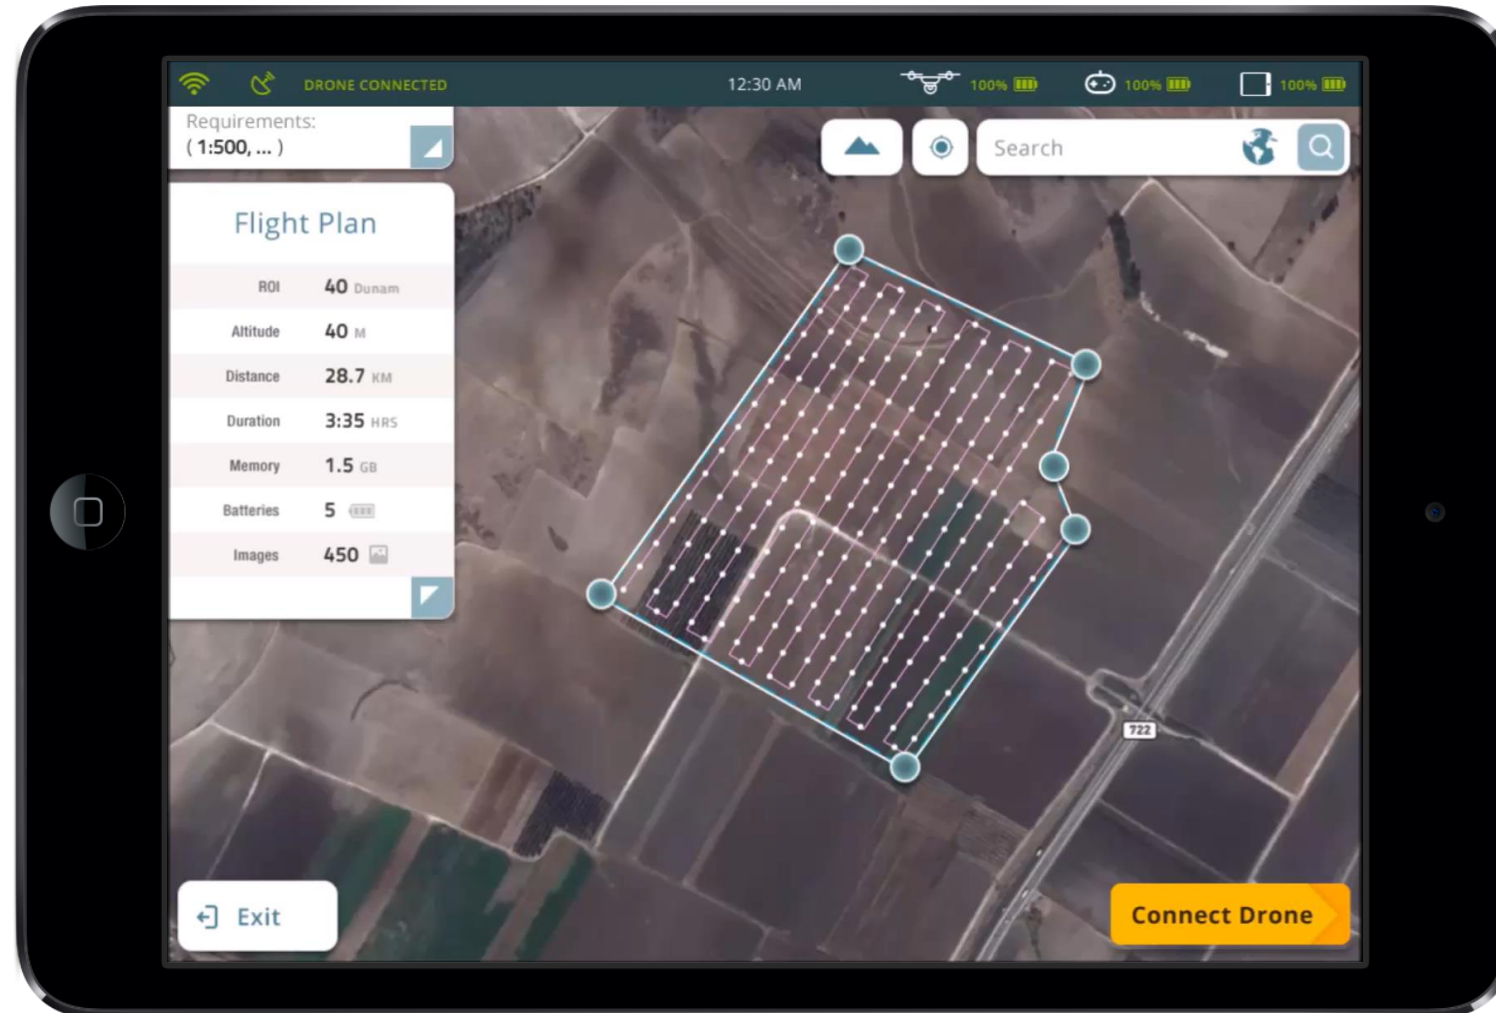 DRONE CONNECTED
12:30 AM
100%
100%
100%
Requirements:
( 1:500, ... )
Search
Flight Plan
ROI 40 Dunam
Altitude 40 M
Distance 28.7 KM
Duration 3:35 HRS
Memory 1.5 GB
Batteries 5
Images 450
722
Exit
Connect Drone